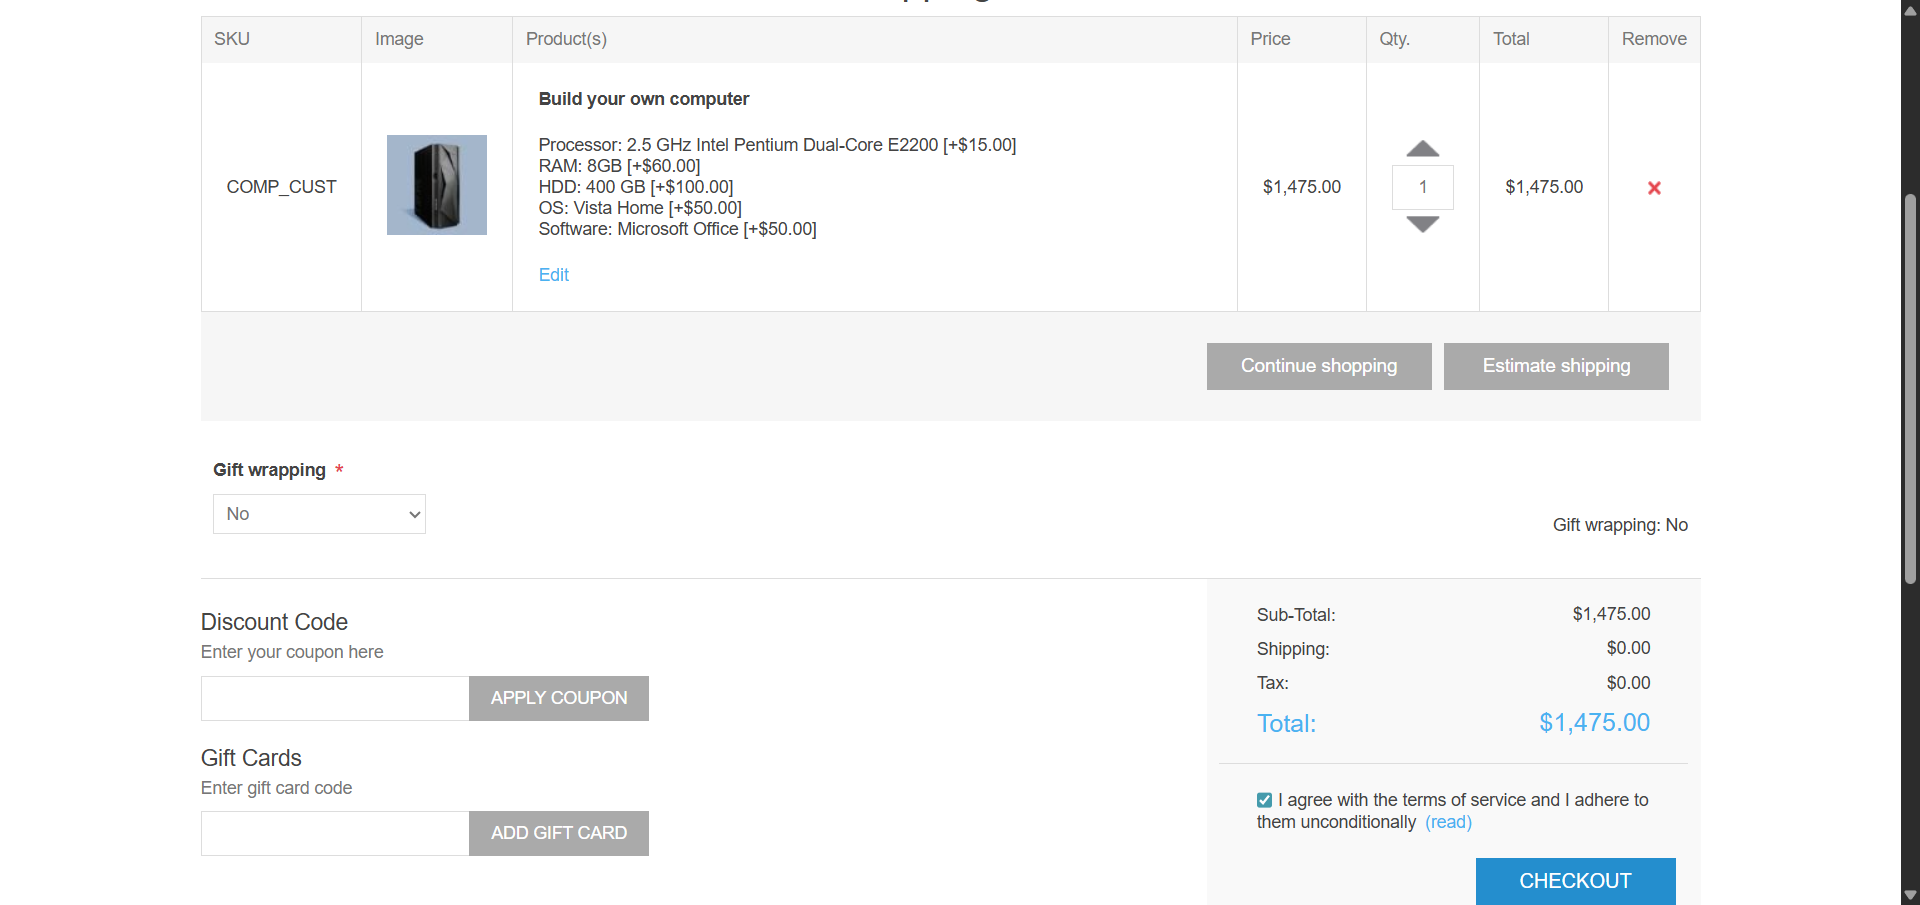 SKU Image Product(s) Price Qty. Total Remove
Build your own computer
Processor: 2.5 GHz Intel Pentium Dual-Core E2200 [+$15.00]
RAM: 8GB [+$60.00]
HDD: 400 GB [+$100.00]
OS: Vista Home [+$50.00]
Software: Microsoft Office [+$50.00]
COMP_CUST $1,475.00 1 $1,475.00
Edit
Continue shopping Estimate shipping
Gift wrapping *
No
Gift wrapping: No
Discount Code
Enter your coupon here
APPLY COUPON
Gift Cards
Enter gift card code
ADD GIFT CARD
Sub-Total: $1,475.00
Shipping: $0.00
Tax: $0.00
Total: $1,475.00
I agree with the terms of service and I adhere to
them unconditionally (read)
CHECKOUT